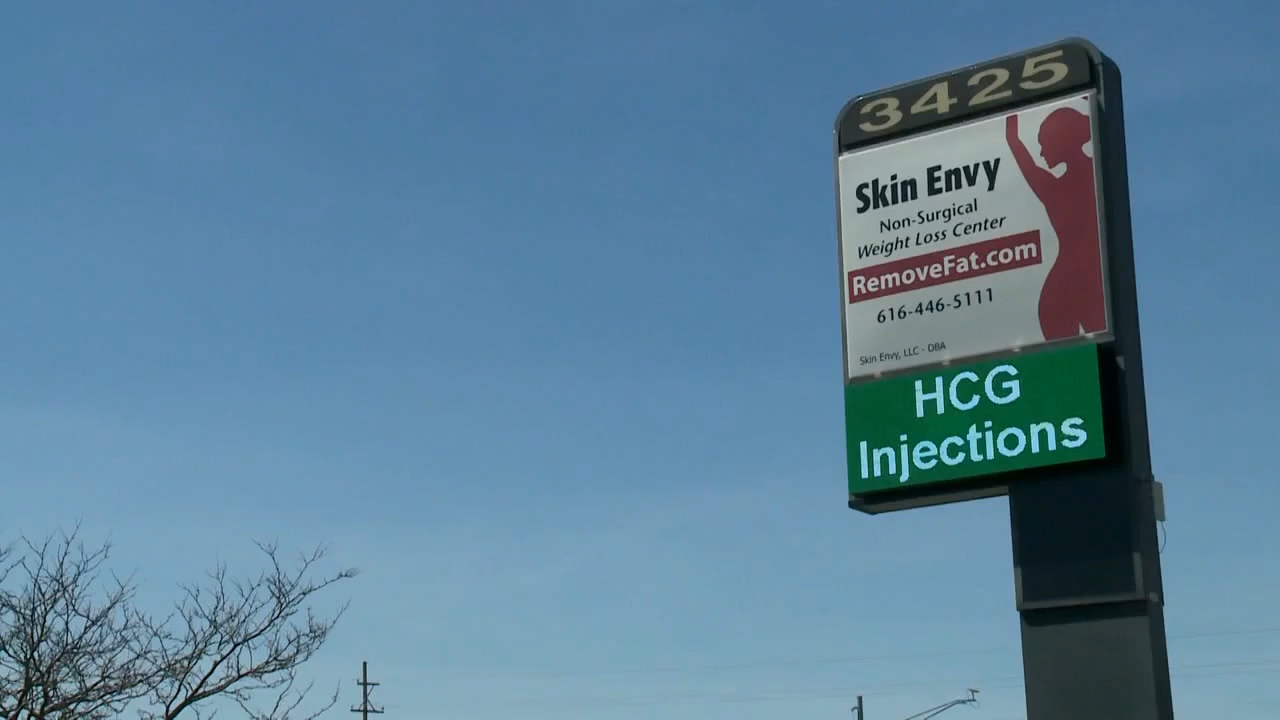 3425
Skin Envy
Non-Surgical
Weight Loss Center
RemoveFat.com
616-446-5111
Skin Envy, LLC - DBA
HCG
Injections